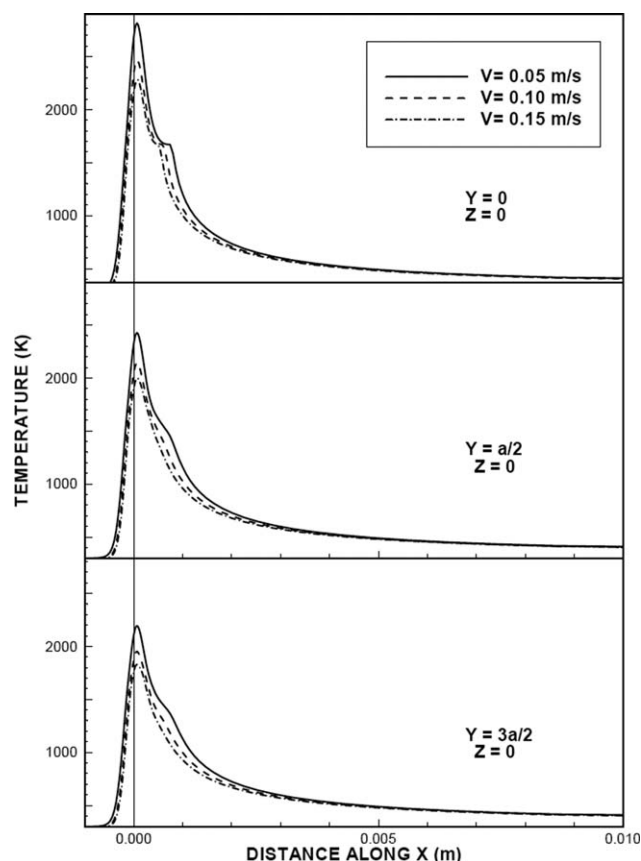 V= 0.05 m/s
V= 0.10 m/s
V= 0.15 m/s
2000
1000
Y = 0
Z = 0
2000
1000
Y = a/2
Z = 0
2000
1000
Y = 3a/2
Z = 0
TEMPERATURE (K)
0.000
0.005
0.010
DISTANCE ALONG X (m)